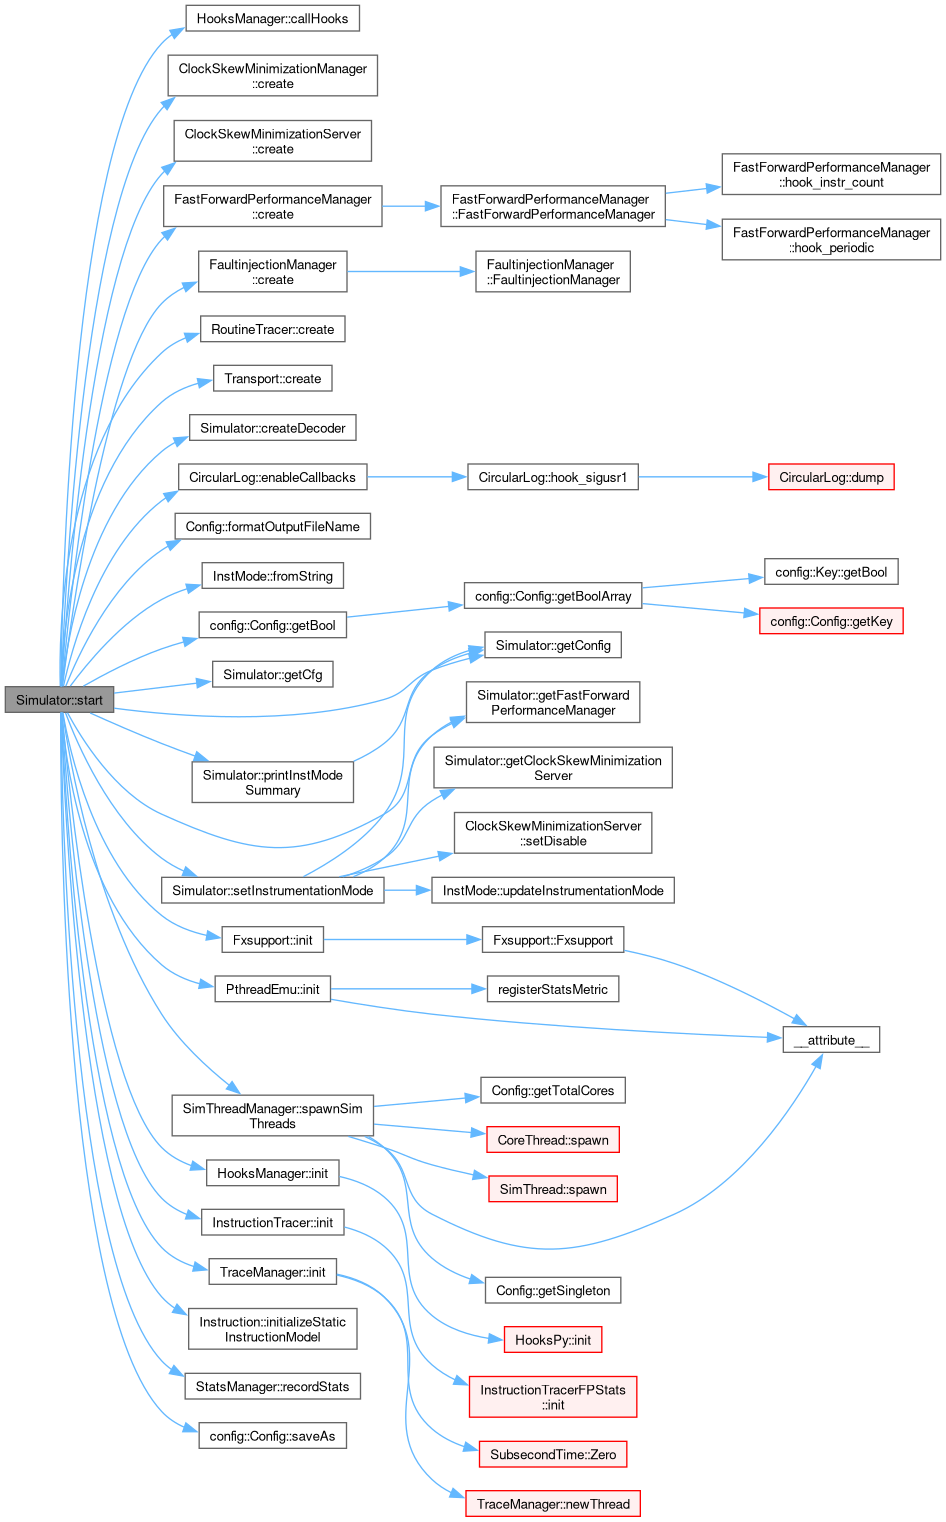 HooksManager::callHooks
ClockSkewMinimizationManager
::create
ClockSkewMinimizationServer
::create
FastForwardPerformanceManager
::create
FastForwardPerformanceManager
::FastForwardPerformanceManager
FastForwardPerformanceManager
::hook_instr_count
FastForwardPerformanceManager
::hook_periodic
FaultinjectionManager
::create
FaultinjectionManager
::FaultinjectionManager
RoutineTracer::create
Transport::create
Simulator::createDecoder
CircularLog::enableCallbacks
CircularLog::hook_sigusr1
CircularLog::dump
Config::formatOutputFileName
InstMode::fromString
config::Config::getBool
config::Config::getBoolArray
config::Key::getBool
config::Config::getKey
Simulator::getConfig
Simulator::getCfg
Simulator::start
Simulator::getFastForward
PerformanceManager
Simulator::printInstMode
Summary
Simulator::getClockSkewMinimization
Server
ClockSkewMinimizationServer
::setDisable
Simulator::setInstrumentationMode
InstMode::updateInstrumentationMode
Fxsupport::init
Fxsupport::Fxsupport
PthreadEmu::init
registerStatsMetric
__attribute__
SimThreadManager::spawnSim
Threads
Config::getTotalCores
CoreThread::spawn
SimThread::spawn
HooksManager::init
InstructionTracer::init
TraceManager::init
Config::getSingleton
Instruction::initializeStatic
InstructionModel
HooksPy::init
StatsManager::recordStats
InstructionTracerFPStats
::init
config::Config::saveAs
SubsecondTime::Zero
TraceManager::newThread